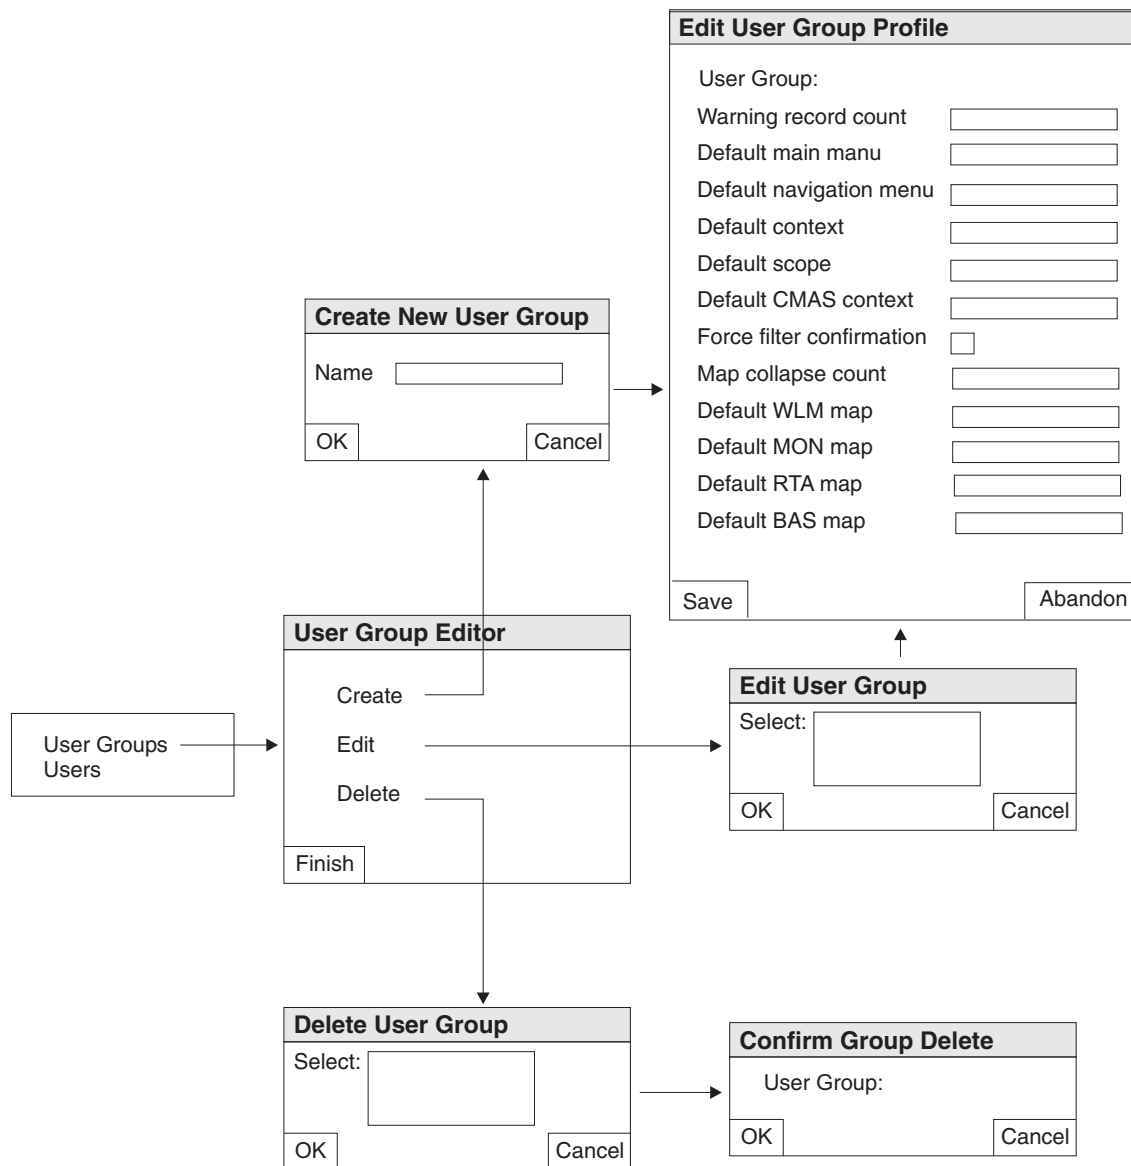 Edit User Group Profile
User Group:
Warning record count
Default main manu
Default navigation menu
Default context
Default scope
Default CMAS context
Force filter confirmation
Map collapse count
Default WLM map
Default MON map
Default RTA map
Default BAS map
Save
Abandon
Create New User Group
Name
OK
Cancel
User Group Editor
Create
Edit
Delete
Finish
User Groups
Users
Edit User Group
Select:
OK
Cancel
Delete User Group
Select:
OK
Cancel
Confirm Group Delete
User Group:
OK
Cancel